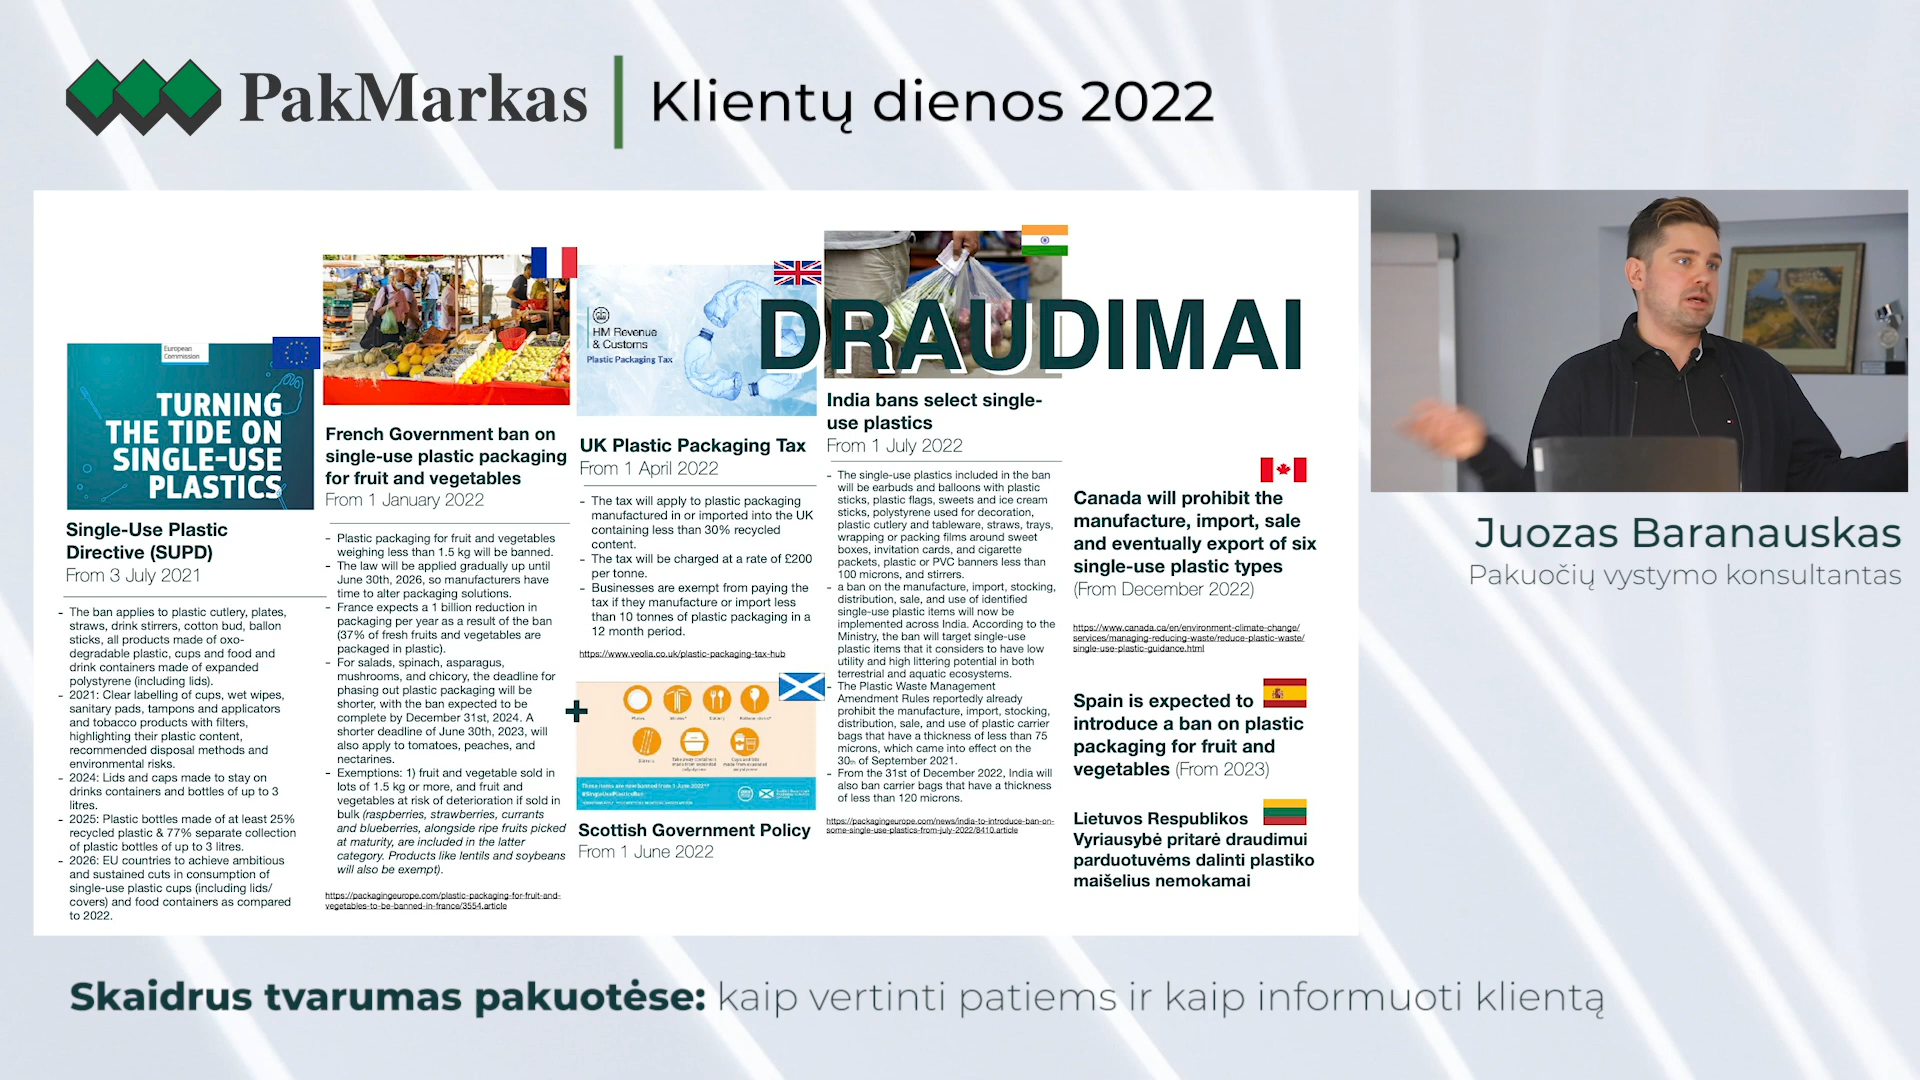 PakMarkas
Klientų dienos 2022
DRAUDIMAI
European
Commission
TURNING
THE TIDE ON
SINGLE-USE
PLASTICS
Single-Use Plastic
Directive (SUPD)
From 3 July 2021
- The ban applies to plastic cutlery, plates,
straws, drink stirrers, cotton bud, ballon
sticks, all products made of oxo-
degradable plastic, cups and food and
drink containers made of expanded
polystyrene (including lids).
- 2021: Clear labelling of cups, wet wipes,
sanitary pads, tampons and applicators
and tobacco products with filters,
highlighting their plastic content,
recommended disposal methods and
environmental risks.
- 2024: Lids and caps made to stay on
drinks containers and bottles of up to 3
litres.
- 2025: Plastic bottles made of at least 25%
recycled plastic & 77% separate collection
of plastic bottles of up to 3 litres.
- 2026: EU countries to achieve ambitious
and sustained cuts in consumption of
single-use plastic cups (including lids/
covers) and food containers as compared
to 2022.
French Government ban on
single-use plastic packaging
for fruit and vegetables
From 1 January 2022
- Plastic packaging for fruit and vegetables
weighing less than 1.5 kg will be banned.
- The law will be applied gradually up until
June 30th, 2026, so manufacturers have
time to alter packaging solutions.
- France expects a 1 billion reduction in
packaging per year as a result of the ban
(37% of fresh fruits and vegetables are
packaged in plastic).
- For salads, spinach, asparagus,
mushrooms, and chicory, the deadline for
phasing out plastic packaging will be
shorter, with the ban expected to be
complete by December 31st, 2024. A
shorter deadline of June 30th, 2023, will
also apply to tomatoes, peaches, and
nectarines.
- Exemptions: 1) fruit and vegetable sold in
lots of 1.5 kg or more, and fruit and
vegetables at risk of deterioration if sold in
bulk (raspberries, strawberries, currants
and blueberries, alongside ripe fruits picked
at maturity, are included in the latter
category. Products like lentils and soybeans
will also be exempt).
https://packagingeurope.com/plastic-packaging-for-fruit-and-
vegetables-to-be-banned-in-france/3554.article
HM Revenue
& Customs
Plastic Packaging Tax
UK Plastic Packaging Tax
From 1 April 2022
- The tax will apply to plastic packaging
manufactured in or imported into the UK
containing less than 30% recycled
content.
- The tax will be charged at a rate of £200
per tonne.
- Businesses are exempt from paying the
tax if they manufacture or import less
than 10 tonnes of plastic packaging in a
12 month period.
https://www.veolia.co.uk/plastic-packaging-tax-hub
+
Scottish Government Policy
From 1 June 2022
India bans select single-
use plastics
From 1 July 2022
- The single-use plastics included in the ban
will be earbuds and balloons with plastic
sticks, plastic flags, sweets and ice cream
sticks, polystyrene used for decoration,
plastic cutlery and tableware, straws, trays,
wrapping or packing films around sweet
boxes, invitation cards, and cigarette
packets, plastic or PVC banners less than
100 microns, and stirrers.
- a ban on the manufacture, import, stocking,
distribution, sale, and use of identified
single-use plastic items will now be
implemented across India. According to the
Ministry, the ban will target single-use
plastic items that it considers to have low
utility and high littering potential in both
terrestrial and aquatic ecosystems.
- The Plastic Waste Management
Amendment Rules reportedly already
prohibit the manufacture, import, stocking,
distribution, sale, and use of plastic carrier
bags that have a thickness of less than 75
microns, which came into effect on the
30th of September 2021.
- From the 31st of December 2022, India will
also ban carrier bags that have a thickness
of less than 120 microns.
https://packagingeurope.com/news/india-to-introduce-ban-on-
some-single-use-plastics-from-july-2022/8410.article
Canada will prohibit the
manufacture, import, sale
and eventually export of six
single-use plastic types
(From December 2022)
https://www.canada.ca/en/environment-climate-change/
services/managing-reducing-waste/reduce-plastic-waste/
single-use-plastic-guidance.html
Spain is expected to
introduce a ban on plastic
packaging for fruit and
vegetables (From 2023)
Lietuvos Respublikos
Vyriausybė pritarė draudimui
parduotuvėms dalinti plastiko
maišelius nemokamai
Juozas Baranauskas
Pakuočių vystymo konsultantas
Skaidrus tvarumas pakuotėse: kaip vertinti patiems ir kaip informuoti klientą